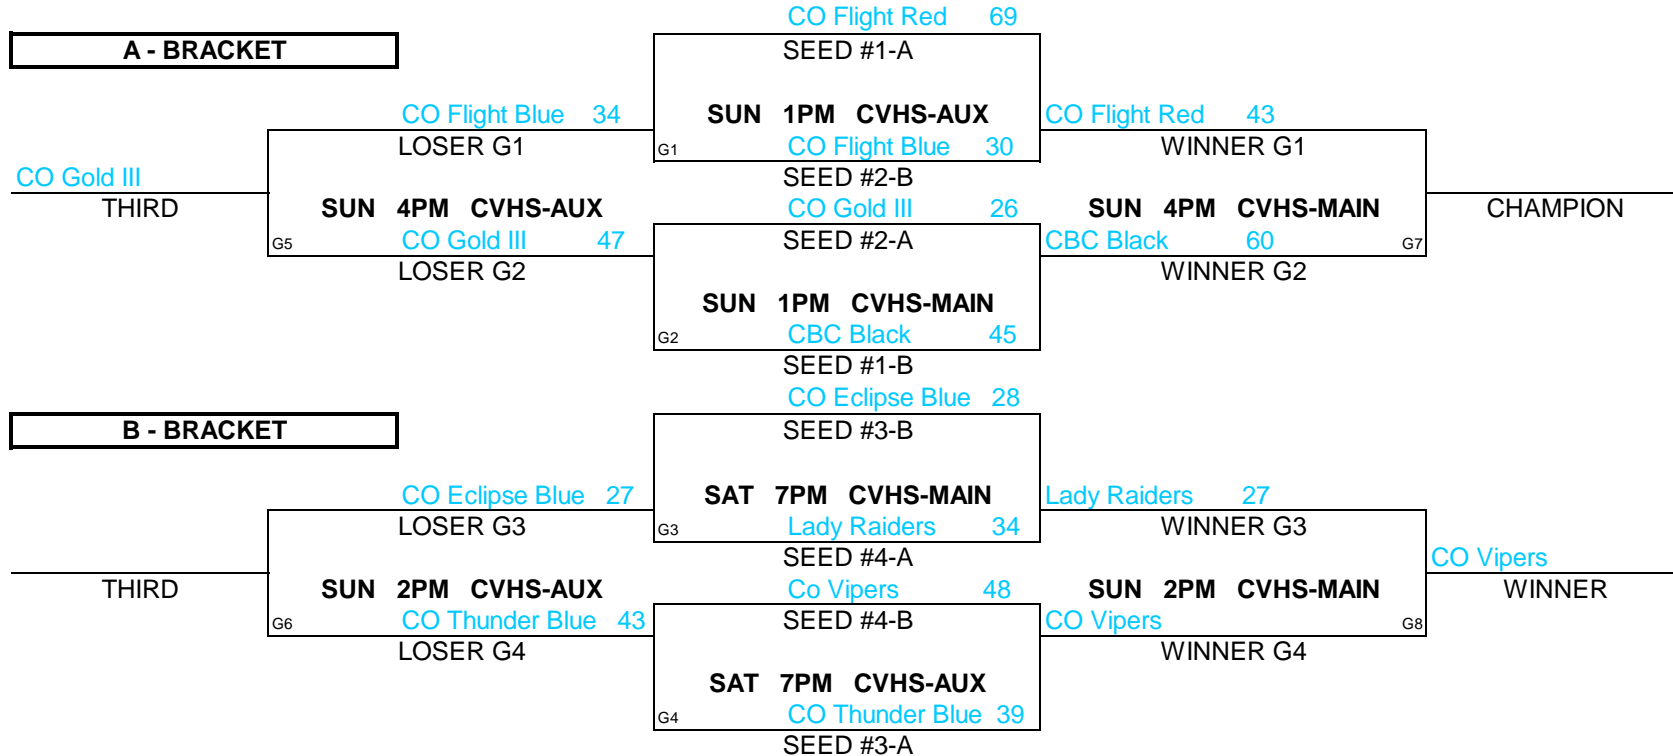 CO Flight Red 69
A - BRACKET
SEED #1-A
CO Flight Blue 34
SUN 1PM CVHS-AUX
CO Flight Red 43
LOSER G1
G1
CO Flight Blue 30
WINNER G1
CO Gold III
SEED #2-B
THIRD
SUN 4PM CVHS-AUX
CO Gold III 26
SUN 4PM CVHS-MAIN
CHAMPION
G5
CO Gold III 47
SEED #2-A
CBC Black 60
G7
LOSER G2
WINNER G2
SUN 1PM CVHS-MAIN
G2
CBC Black 45
SEED #1-B
CO Eclipse Blue 28
B - BRACKET
SEED #3-B
CO Eclipse Blue 27
SAT 7PM CVHS-MAIN
Lady Raiders 27
LOSER G3
G3
Lady Raiders 34
WINNER G3
SEED #4-A
CO Vipers
THIRD
SUN 2PM CVHS-AUX
Co Vipers 48
SUN 2PM CVHS-MAIN
WINNER
G6
CO Thunder Blue 43
SEED #4-B
CO Vipers
G8
LOSER G4
WINNER G4
SAT 7PM CVHS-AUX
G4
CO Thunder Blue 39
SEED #3-A